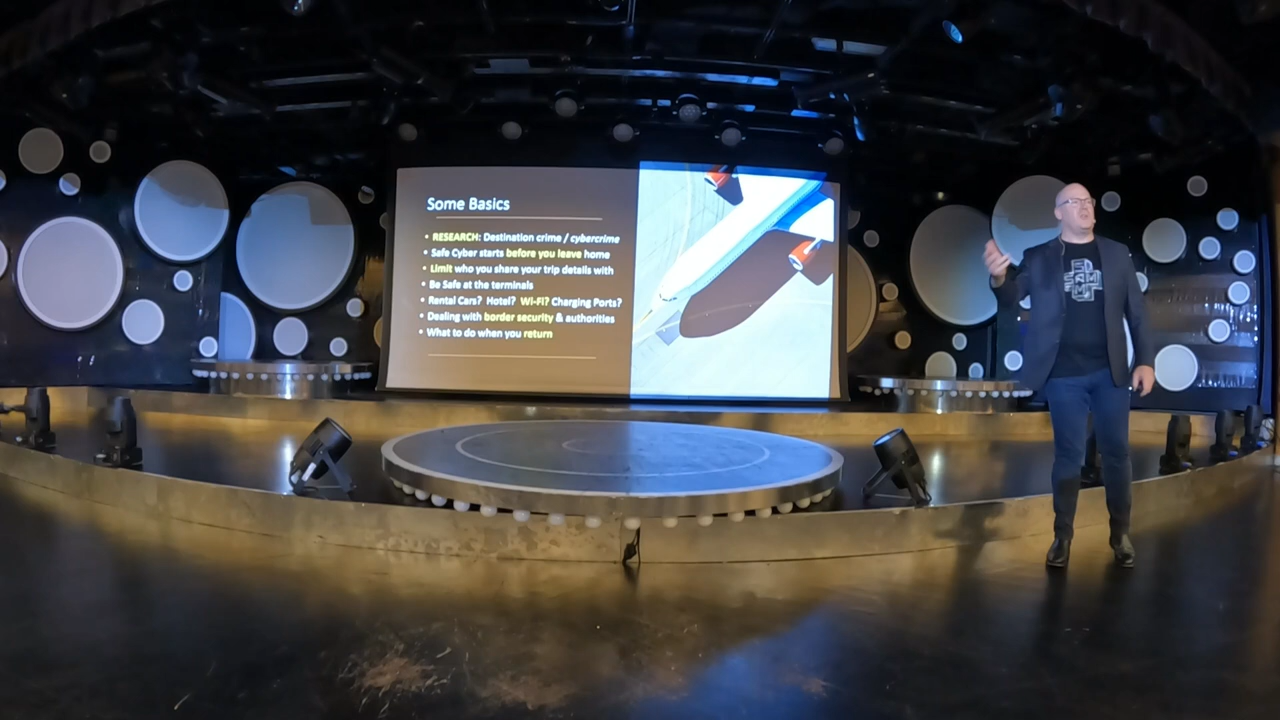 Some Basics
• RESEARCH: Destination crime / cybercrime
• Safe Cyber starts before you leave home
• Limit who you share your trip details with
• Be Safe at the terminals
• Rental Cars? Hotel? Wi-Fi? Charging Ports?
• Dealing with border security & authorities
• What to do when you return